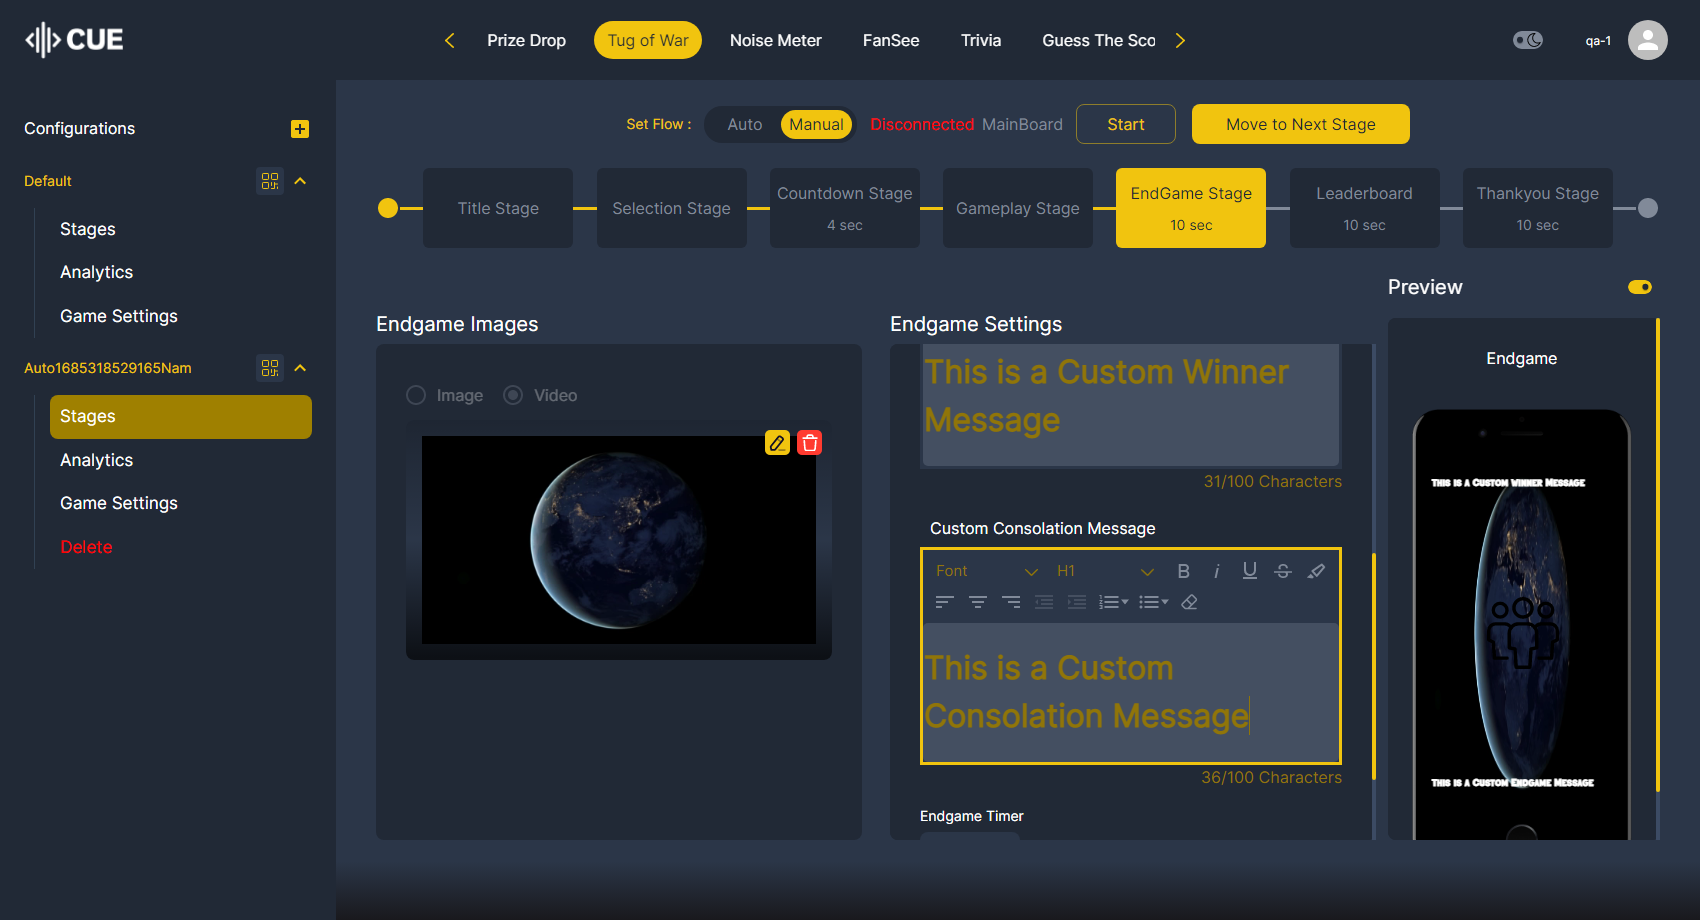 CUE
Prize Drop
Tug of War
Noise Meter
FanSee
Trivia
Guess The Sco
qa-1
Configurations
Default
Stages
Analytics
Game Settings
Auto1685318529165Nam
Stages
Analytics
Game Settings
Delete
Set Flow :
Auto
Manual
Disconnected MainBoard
Start
Move to Next Stage
Title Stage
Selection Stage
Countdown Stage
4 sec
Gameplay Stage
EndGame Stage
10 sec
Leaderboard
10 sec
Thankyou Stage
10 sec
Endgame Images
Image
Video
Endgame Settings
This is a Custom Winner
Message
31/100 Characters
Custom Consolation Message
Font
H1
B i U S
This is a Custom
Consolation Message
36/100 Characters
Endgame Timer
Preview
Endgame
This is a Custom Winner Message
This is a Custom Endgame Message